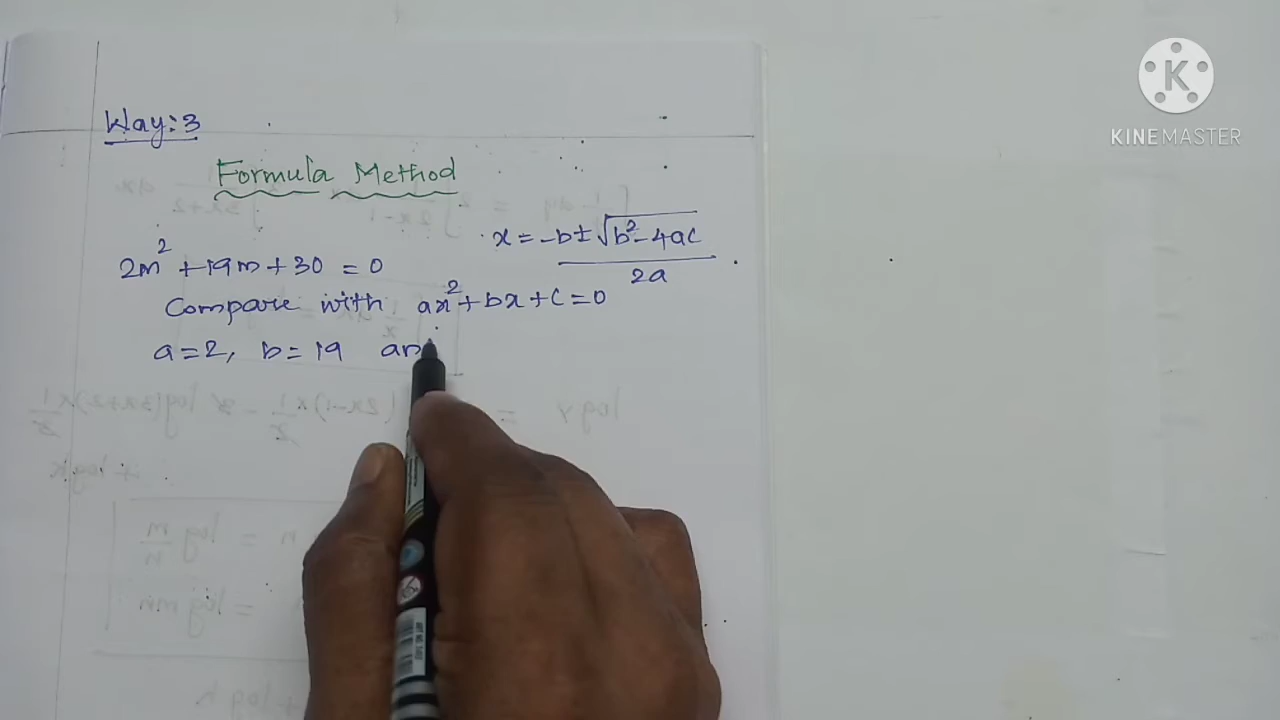 Way:3
Formula Method
x = -b ± √b² - 4ac
2a
2m² + 19m + 30 = 0
Compare with ax² + bx + c = 0
a = 2, b = 19 an
K
KINEMASTER